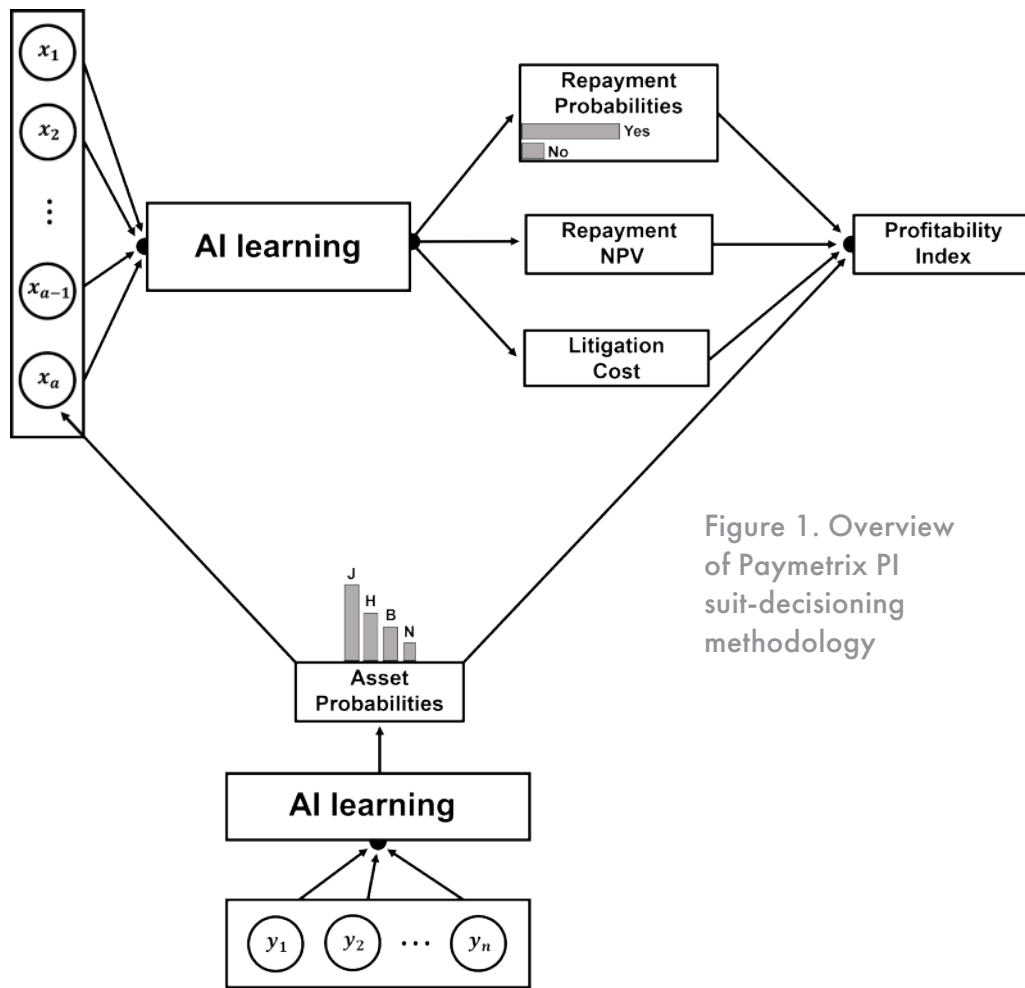 x₁
x₂
⋮
xₐ₋₁
xₐ
AI learning
Repayment
Probabilities
Yes
No
Repayment
NPV
Litigation
Cost
Profitability
Index
Figure 1. Overview
of Paymetrix PI
suit-decisioning
methodology
J
H
B
N
Asset
Probabilities
AI learning
y₁ y₂ ⋯ yₙ